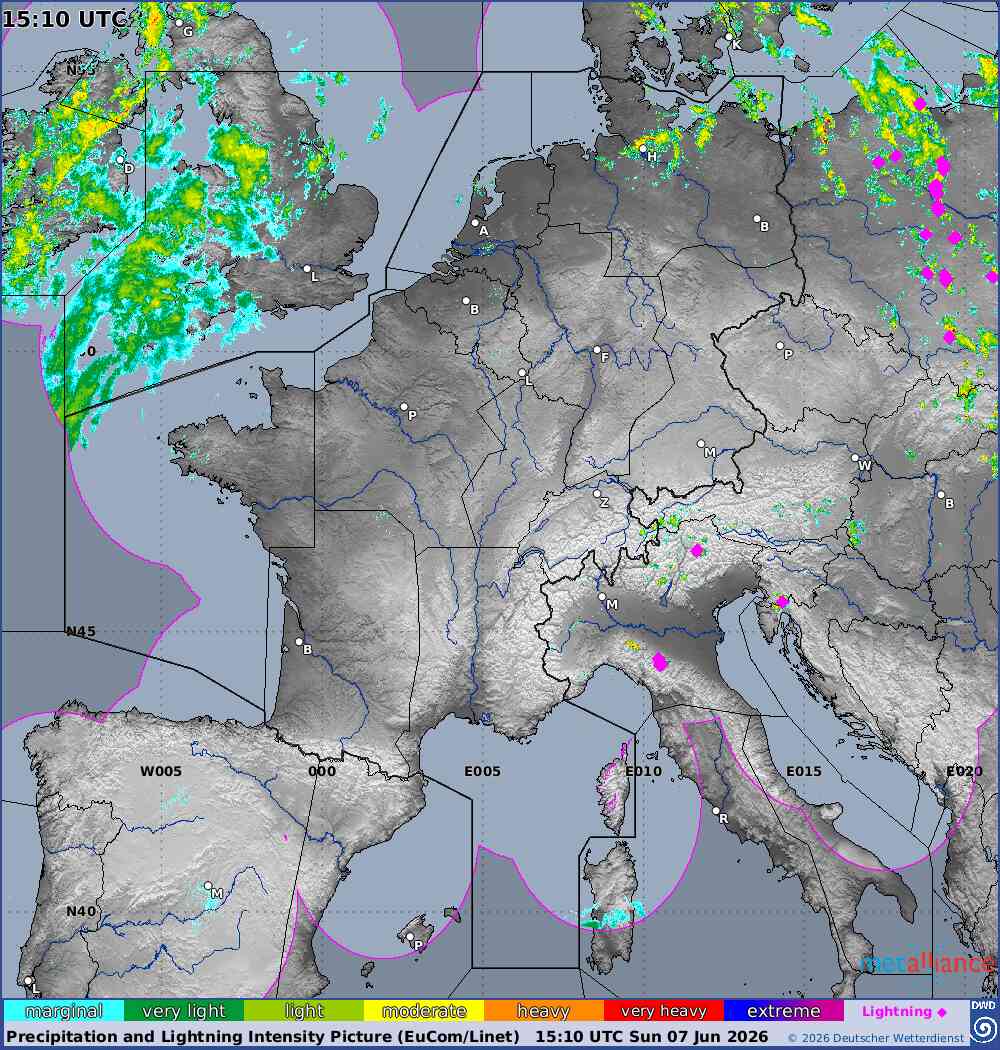 15:10 UTC
G
K
N55
H
D
A
B
L
B
F
P
L
P
M
W
Z
B
M
N45
B
W005
000
E005
E010
E015
E020
R
M
N40
P
L
metalliance
marginal
very light
light
moderate
heavy
very heavy
extreme
Lightning
DWD
Precipitation and Lightning Intensity Picture (EuCom/Linet) 15:10 UTC Sun 07 Jun 2026
© 2026 Deutscher Wetterdienst